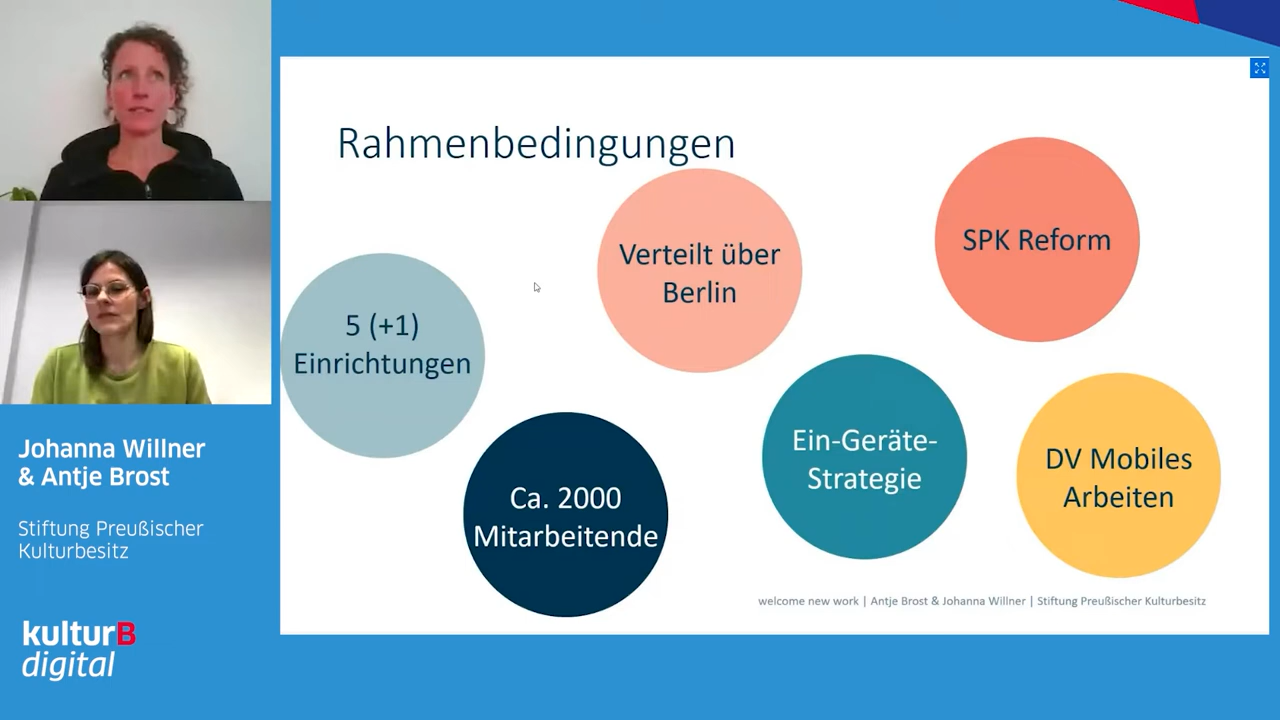 Rahmenbedingungen
Verteilt über
Berlin
SPK Reform
5 (+1)
Einrichtungen
Ein-Geräte-
Strategie
DV Mobiles
Arbeiten
Ca. 2000
Mitarbeitende
welcome new work | Antje Brost & Johanna Willner | Stiftung Preußischer Kulturbesitz
Johanna Willner
& Antje Brost
Stiftung Preußischer
Kulturbesitz
kulturB
digital